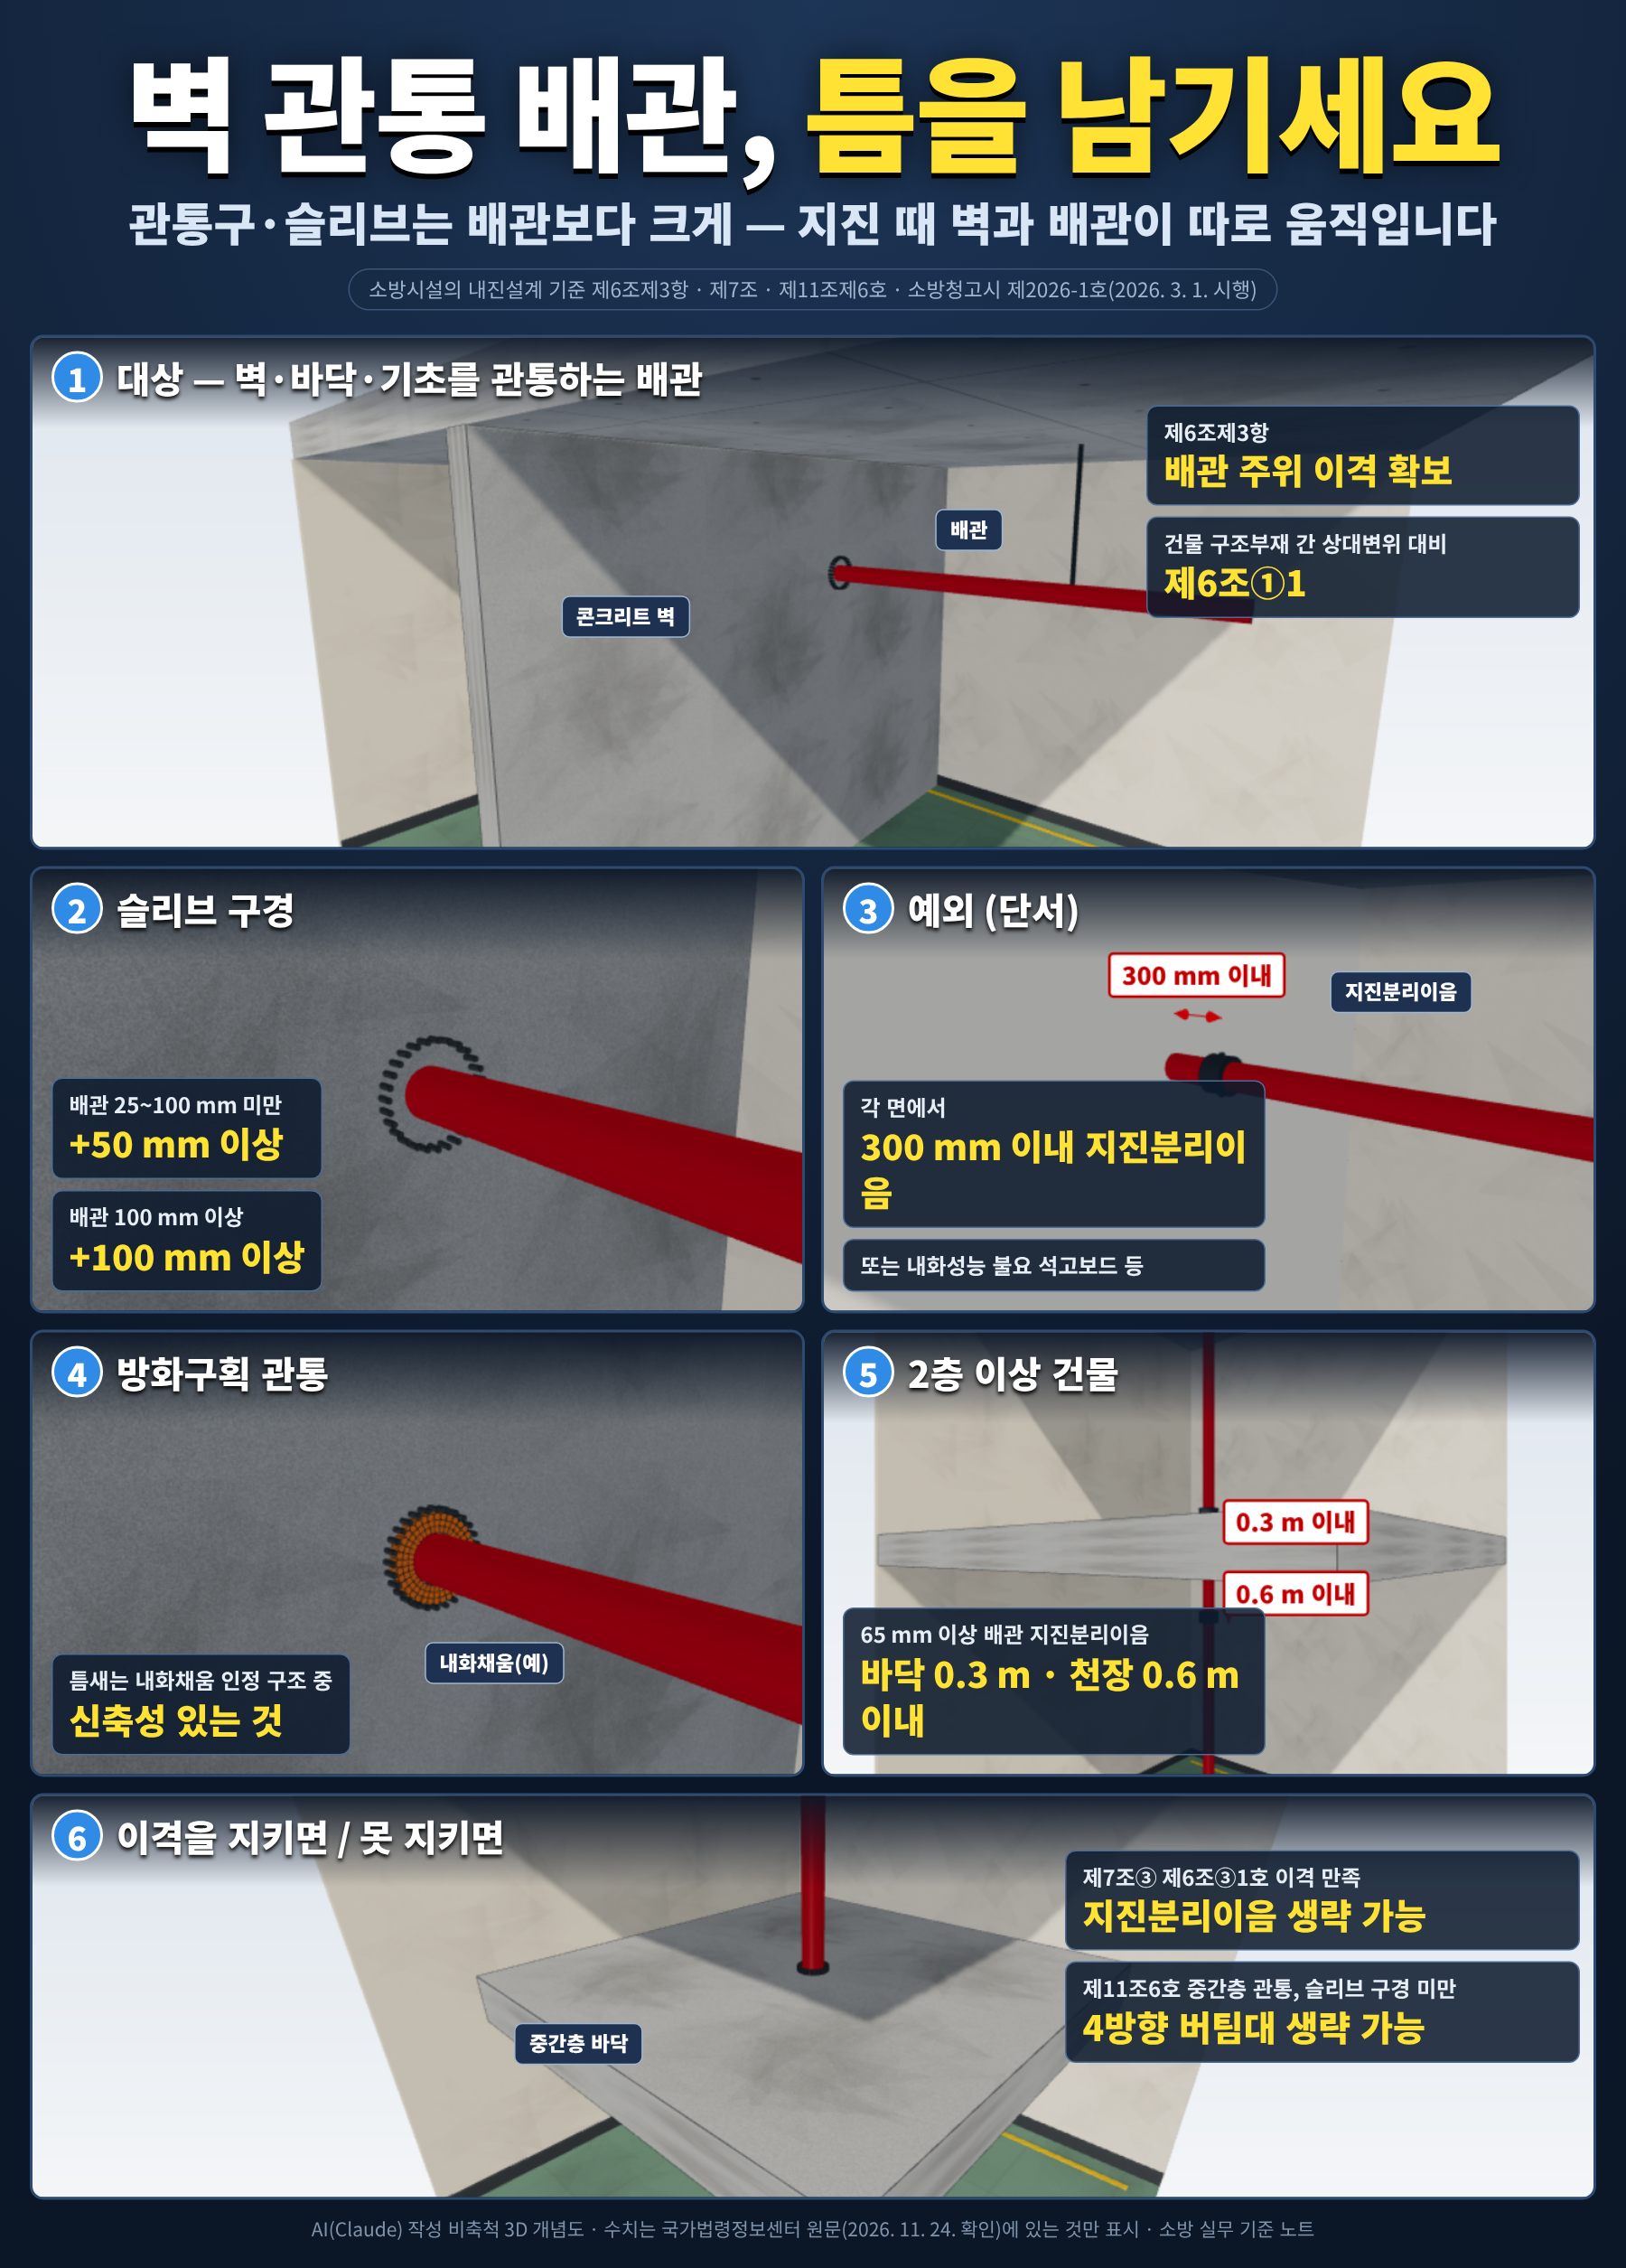 벽 관통 배관, 틈을 남기세요
관통구·슬리브는 배관보다 크게 — 지진 때 벽과 배관이 따로 움직입니다
소방시설의 내진설계 기준 제6조제3항 · 제7조 · 제11조제6호 · 소방청고시 제2026-1호(2026. 3. 1. 시행)
1 대상 — 벽·바닥·기초를 관통하는 배관
제6조제3항
배관 주위 이격 확보
건물 구조부재 간 상대변위 대비
제6조①1
배관
콘크리트 벽
2 슬리브 구경
배관 25~100 mm 미만
+50 mm 이상
배관 100 mm 이상
+100 mm 이상
3 예외 (단서)
300 mm 이내
지진분리이음
각 면에서
300 mm 이내 지진분리이
음
또는 내화성능 불요 석고보드 등
4 방화구획 관통
내화채움(예)
틈새는 내화채움 인정 구조 중
신축성 있는 것
5 2층 이상 건물
0.3 m 이내
0.6 m 이내
65 mm 이상 배관 지진분리이음
바닥 0.3 m · 천장 0.6 m
이내
6 이격을 지키면 / 못 지키면
제7조③ 제6조③1호 이격 만족
지진분리이음 생략 가능
제11조6호 중간층 관통, 슬리브 구경 미만
4방향 버팀대 생략 가능
중간층 바닥
AI(Claude) 작성 비축척 3D 개념도 · 수치는 국가법령정보센터 원문(2026. 11. 24. 확인)에 있는 것만 표시 · 소방 실무 기준 노트